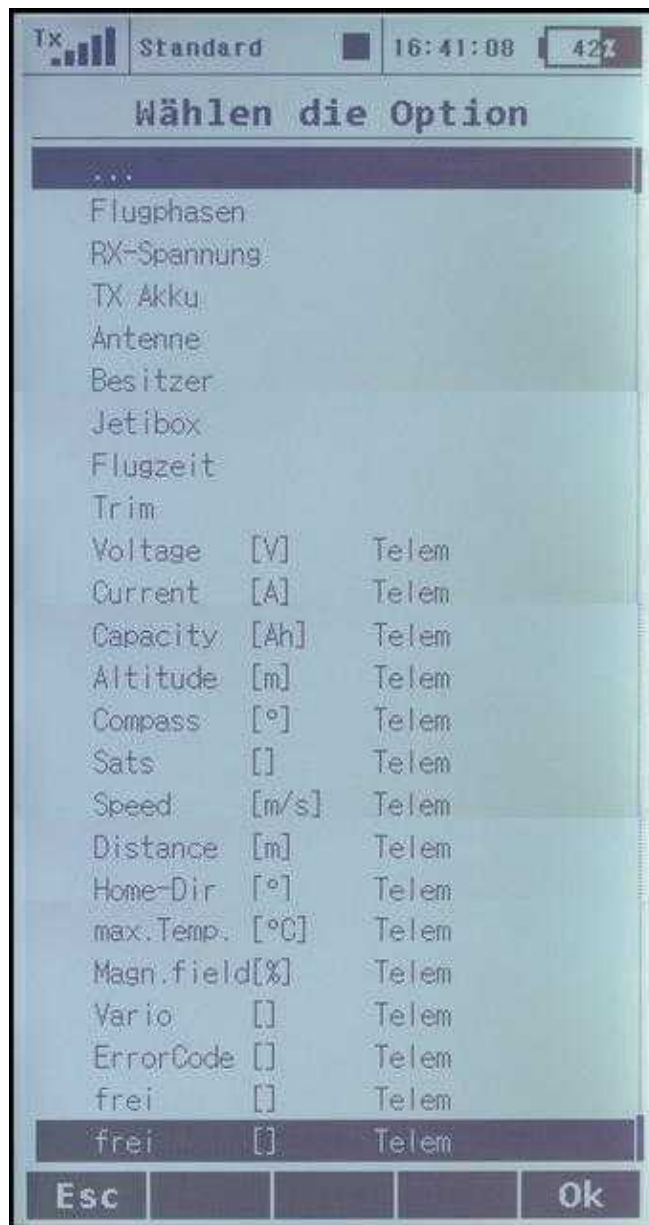 Tx Standard 16:41:08 42%
Wählen die Option
...
Flugphasen
RX-Spannung
TX Akku
Antenne
Besitzer
Jetibox
Flugzeit
Trim
Voltage [V] Telem
Current [A] Telem
Capacity [Ah] Telem
Altitude [m] Telem
Compass [°] Telem
Sats [] Telem
Speed [m/s] Telem
Distance [m] Telem
Home-Dir [°] Telem
max.Temp. [°C] Telem
Magn.field[%] Telem
Vario [] Telem
ErrorCode [] Telem
frei [] Telem
frei [] Telem
Esc Ok